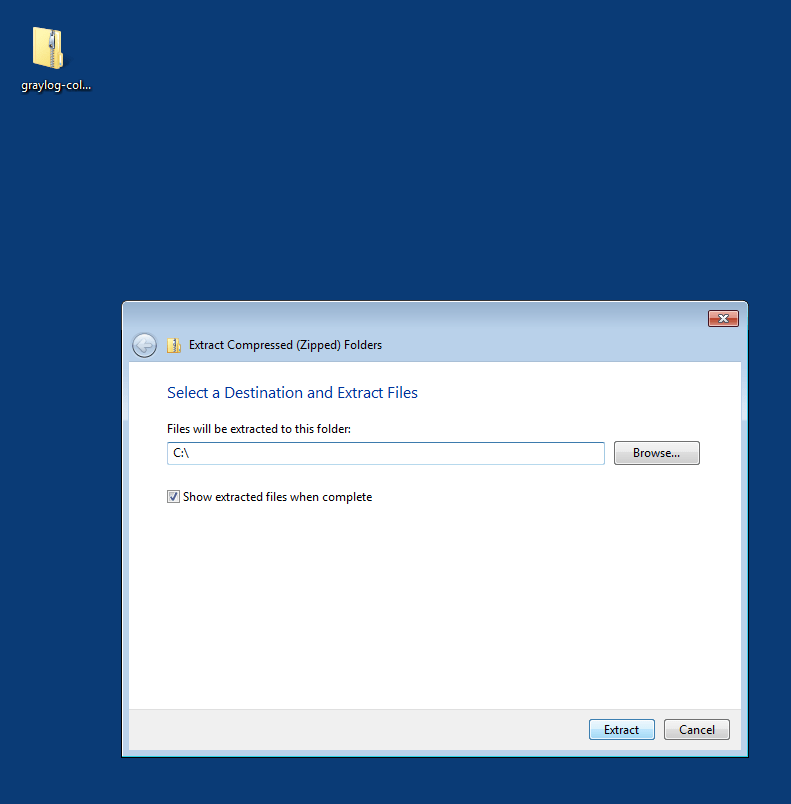 graylog-col...
Extract Compressed (Zipped) Folders
Select a Destination and Extract Files
Files will be extracted to this folder:
C:\
Browse...
Show extracted files when complete
Extract
Cancel